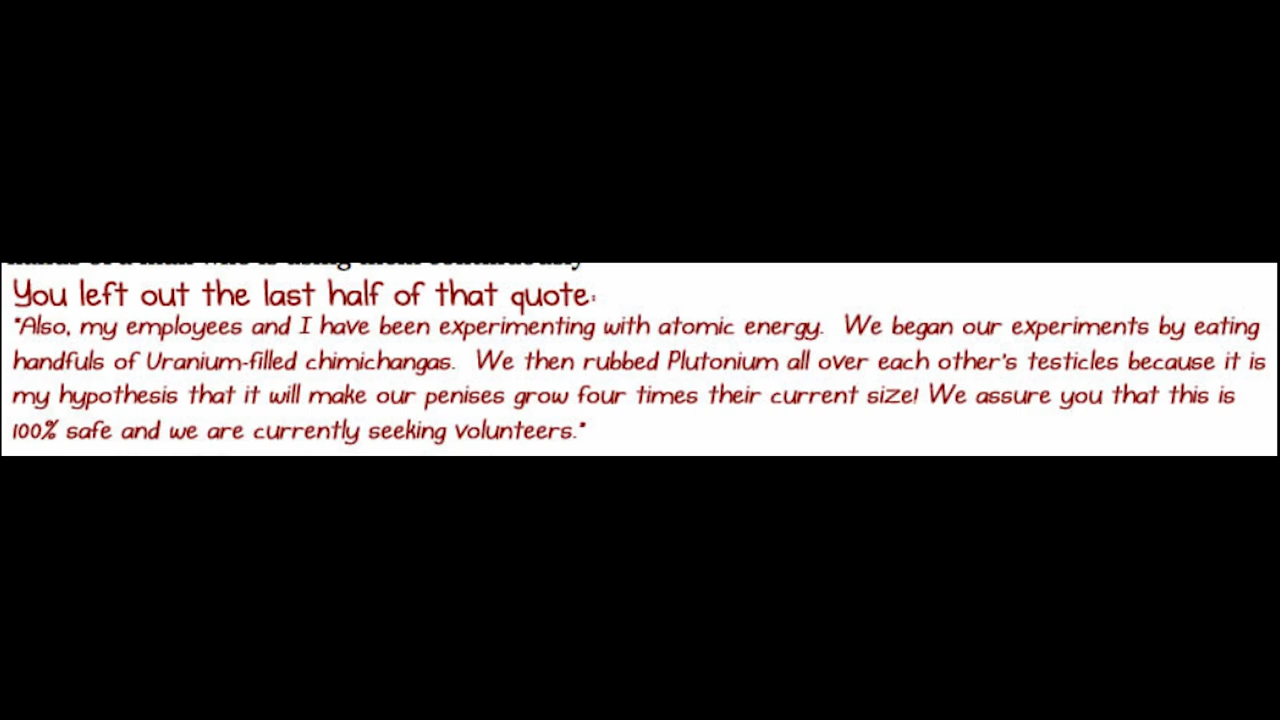 You left out the last half of that quote:
"Also, my employees and I have been experimenting with atomic energy.  We began our experiments by eating
handfuls of Uranium-filled chimichangas.  We then rubbed Plutonium all over each other's testicles because it is
my hypothesis that it will make our penises grow four times their current size! We assure you that this is
100% safe and we are currently seeking volunteers."